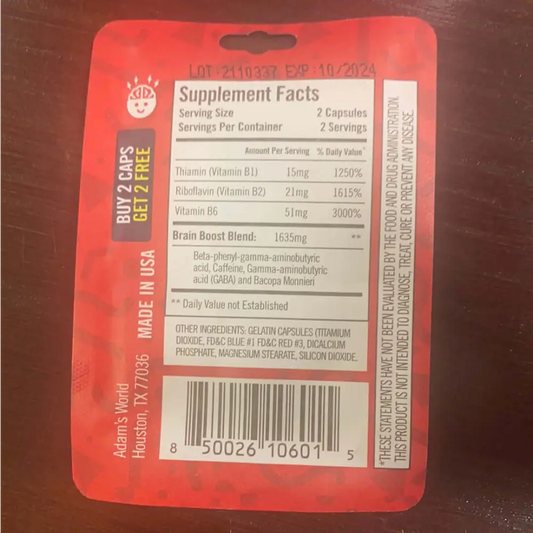 LOT:2110337 EXP:10/2024
Supplement Facts
Serving Size 2 Capsules
Servings Per Container 2 Servings
Amount Per Serving % Daily Value*
Thiamin (Vitamin B1) 15mg 1250%
Riboflavin (Vitamin B2) 21mg 1615%
Vitamin B6 51mg 3000%
Brain Boost Blend: 1635mg **
Beta-phenyl-gamma-aminobutyric
acid, Caffeine, Gamma-aminobutyric
acid (GABA) and Bacopa Monnieri
** Daily Value not Established
OTHER INGREDIENTS: GELATIN CAPSULES (TITAMIUM
DIOXIDE, FD&C BLUE #1 FD&C RED #3, DICALCIUM
PHOSPHATE, MAGNESIUM STEARATE, SILICON DIOXIDE.
8 50026 10601 5
BUY 2 CAPS
GET 2 FREE
MADE IN USA
Adam's World
Houston, TX 77036
*THESE STATEMENTS HAVE NOT BEEN EVALUATED BY THE FOOD AND DRUG ADMINISTRATION.
THIS PRODUCT IS NOT INTENDED TO DIAGNOSE, TREAT, CURE OR PREVENT ANY DISEASE.